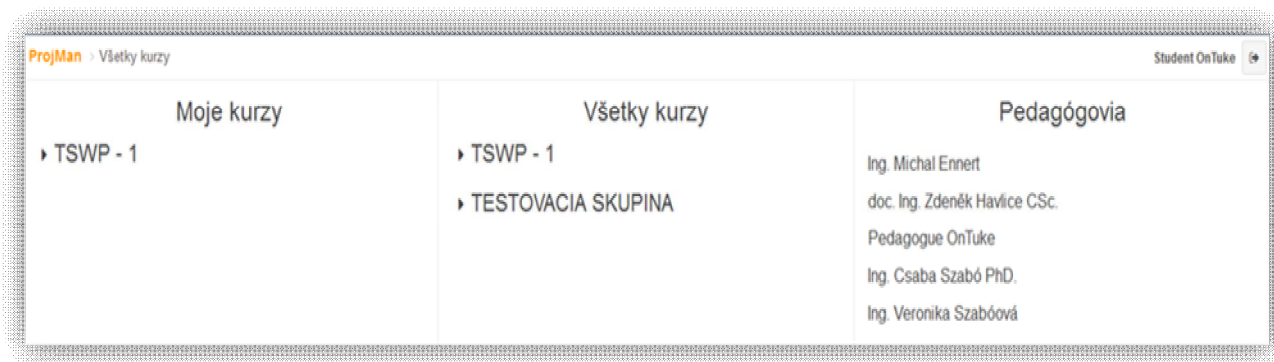 ProjMan > Všetky kurzy
Student OnTuke
Moje kurzy
TSWP - 1
Všetky kurzy
TSWP - 1
TESTOVACIA SKUPINA
Pedagógovia
Ing. Michal Ennert
doc. Ing. Zdeněk Havlice CSc.
Pedagogue OnTuke
Ing. Csaba Szabó PhD.
Ing. Veronika Szabóová